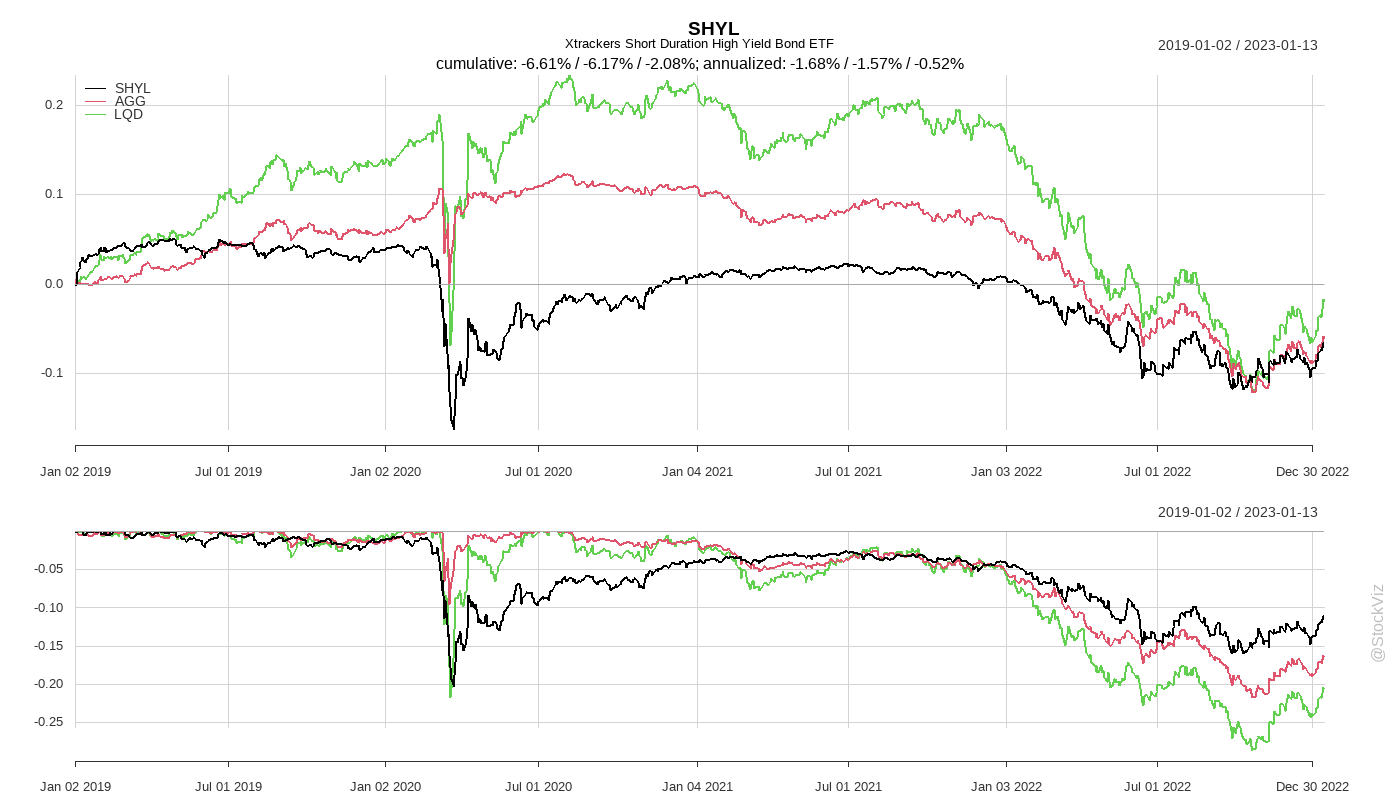 SHYL
Xtrackers Short Duration High Yield Bond ETF
2019-01-02 / 2023-01-13
cumulative: -6.61% / -6.17% / -2.08%; annualized: -1.68% / -1.57% / -0.52%
SHYL
AGG
LQD
0.2
0.1
0.0
-0.1
Jan 02 2019 Jul 01 2019 Jan 02 2020 Jul 01 2020 Jan 04 2021 Jul 01 2021 Jan 03 2022 Jul 01 2022 Dec 30 2022
2019-01-02 / 2023-01-13
-0.05
-0.10
-0.15
-0.20
-0.25
Jan 02 2019 Jul 01 2019 Jan 02 2020 Jul 01 2020 Jan 04 2021 Jul 01 2021 Jan 03 2022 Jul 01 2022 Dec 30 2022
@StockViz